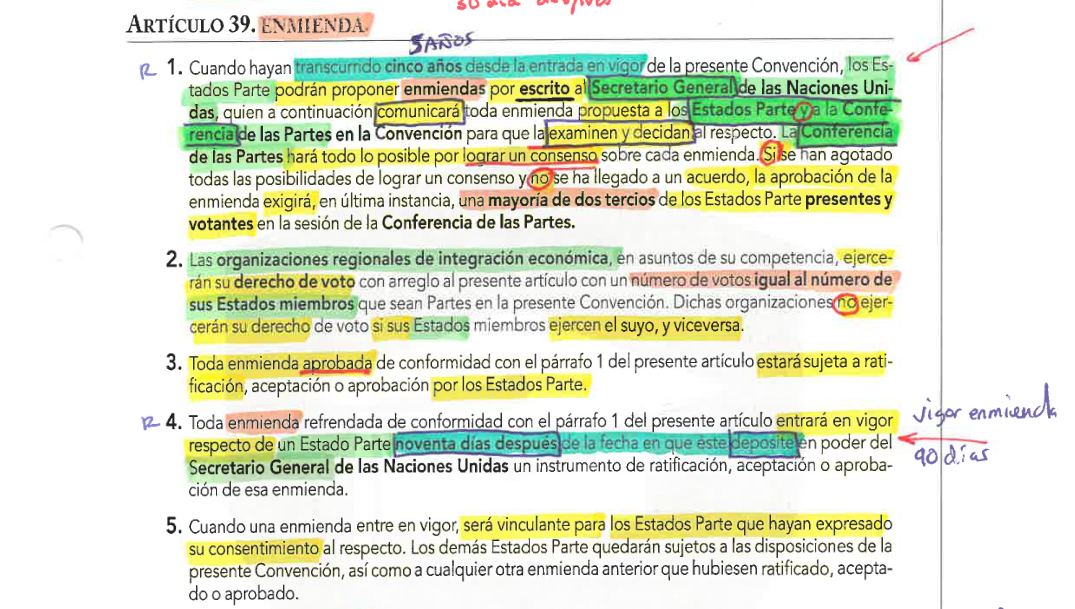 30 día despues
ARTÍCULO 39. ENMIENDA.
5 AÑOS
R 1. Cuando hayan transcurrido cinco años desde la entrada en vigor de la presente Convención, los Es-
tados Parte podrán proponer enmiendas por escrito al Secretario General de las Naciones Uni-
das, quien a continuación comunicará toda enmienda propuesta a los Estados Parte y a la Confe-
rencia de las Partes en la Convención para que la examinen y decidan al respecto. La Conferencia
de las Partes hará todo lo posible por lograr un consenso sobre cada enmienda. Si se han agotado
todas las posibilidades de lograr un consenso y no se ha llegado a un acuerdo, la aprobación de la
enmienda exigirá, en última instancia, una mayoría de dos tercios de los Estados Parte presentes y
votantes en la sesión de la Conferencia de las Partes.
2. Las organizaciones regionales de integración económica, en asuntos de su competencia, ejerce-
rán su derecho de voto con arreglo al presente artículo con un número de votos igual al número de
sus Estados miembros que sean Partes en la presente Convención. Dichas organizaciones no ejer-
cerán su derecho de voto si sus Estados miembros ejercen el suyo, y viceversa.
3. Toda enmienda aprobada de conformidad con el párrafo 1 del presente artículo estará sujeta a rati-
ficación, aceptación o aprobación por los Estados Parte.
R 4. Toda enmienda refrendada de conformidad con el párrafo 1 del presente artículo entrará en vigor
respecto de un Estado Parte noventa días después de la fecha en que éste deposite en poder del
Secretario General de las Naciones Unidas un instrumento de ratificación, aceptación o aproba-
ción de esa enmienda.
vigor enmienda
90 días
5. Cuando una enmienda entre en vigor, será vinculante para los Estados Parte que hayan expresado
su consentimiento al respecto. Los demás Estados Parte quedarán sujetos a las disposiciones de la
presente Convención, así como a cualquier otra enmienda anterior que hubiesen ratificado, acepta-
do o aprobado.